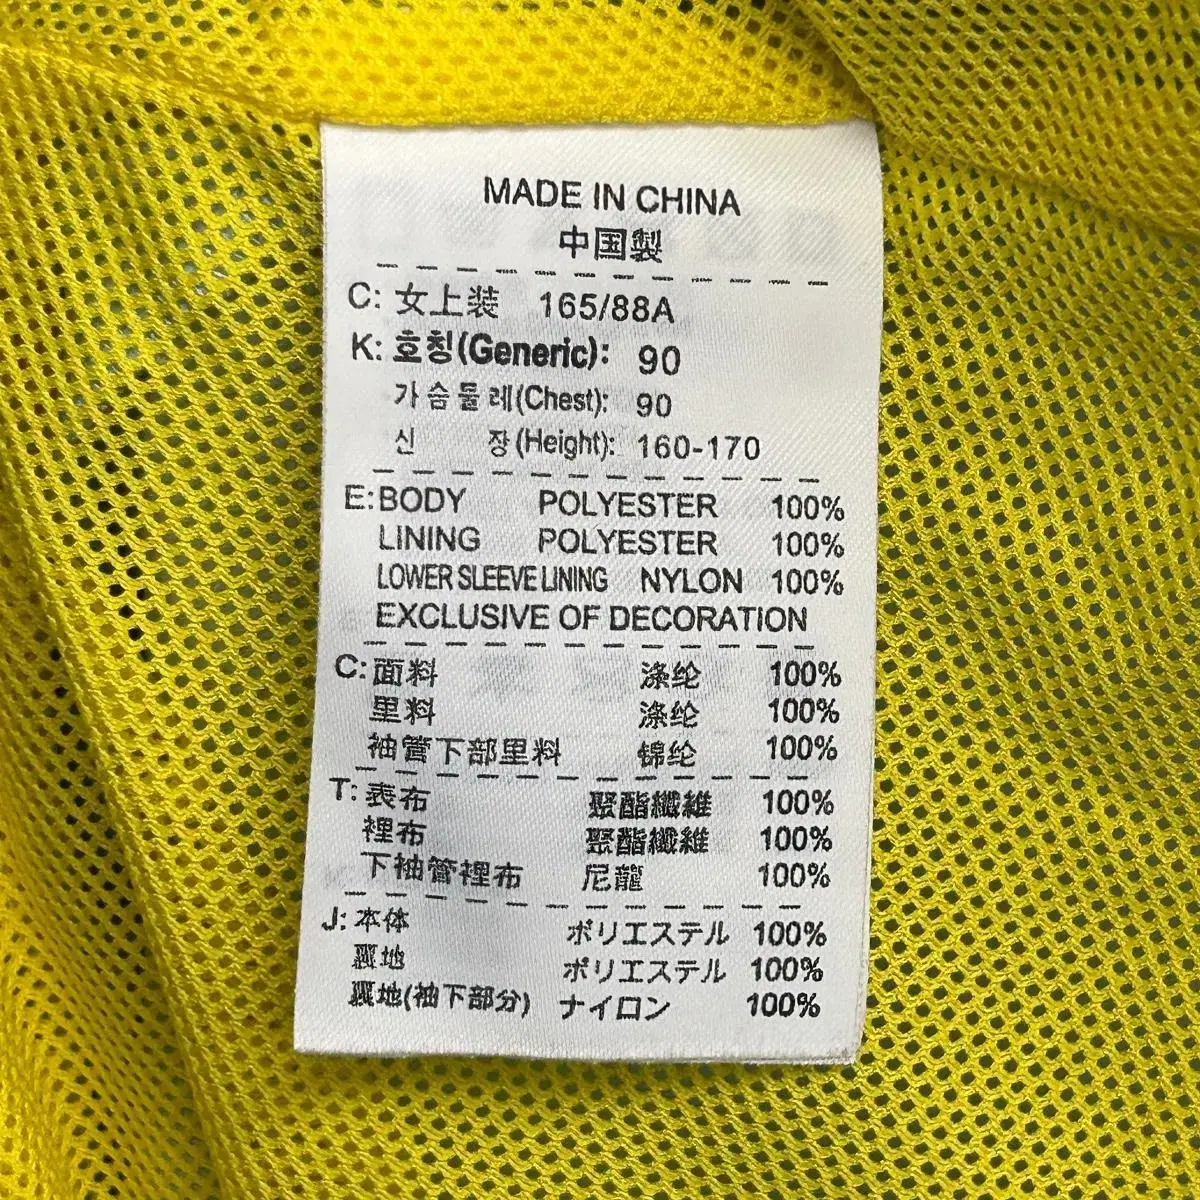 MADE IN CHINA
中国製
C: 女上装 165/88A
K: 호칭(Generic): 90
가슴둘레(Chest): 90
신 장(Height): 160-170
E: BODY POLYESTER 100%
LINING POLYESTER 100%
LOWER SLEEVE LINING NYLON 100%
EXCLUSIVE OF DECORATION
C: 面料 涤纶 100%
里料 涤纶 100%
袖管下部里料 锦纶 100%
T: 表布 聚酯纖維 100%
裡布 聚酯纖維 100%
下袖管裡布 尼龍 100%
J: 本体 ポリエステル 100%
裏地 ポリエステル 100%
裏地(袖下部分) ナイロン 100%